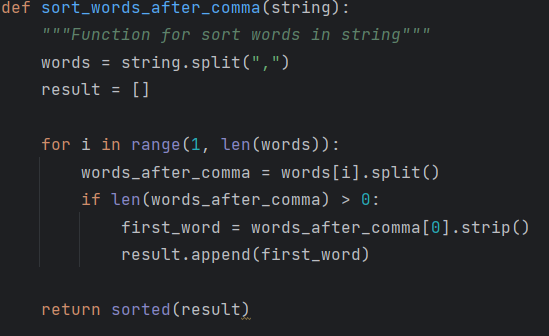 def sort_words_after_comma(string):
    """Function for sort words in string"""
    words = string.split(",")
    result = []

    for i in range(1, len(words)):
        words_after_comma = words[i].split()
        if len(words_after_comma) > 0:
            first_word = words_after_comma[0].strip()
            result.append(first_word)

    return sorted(result)